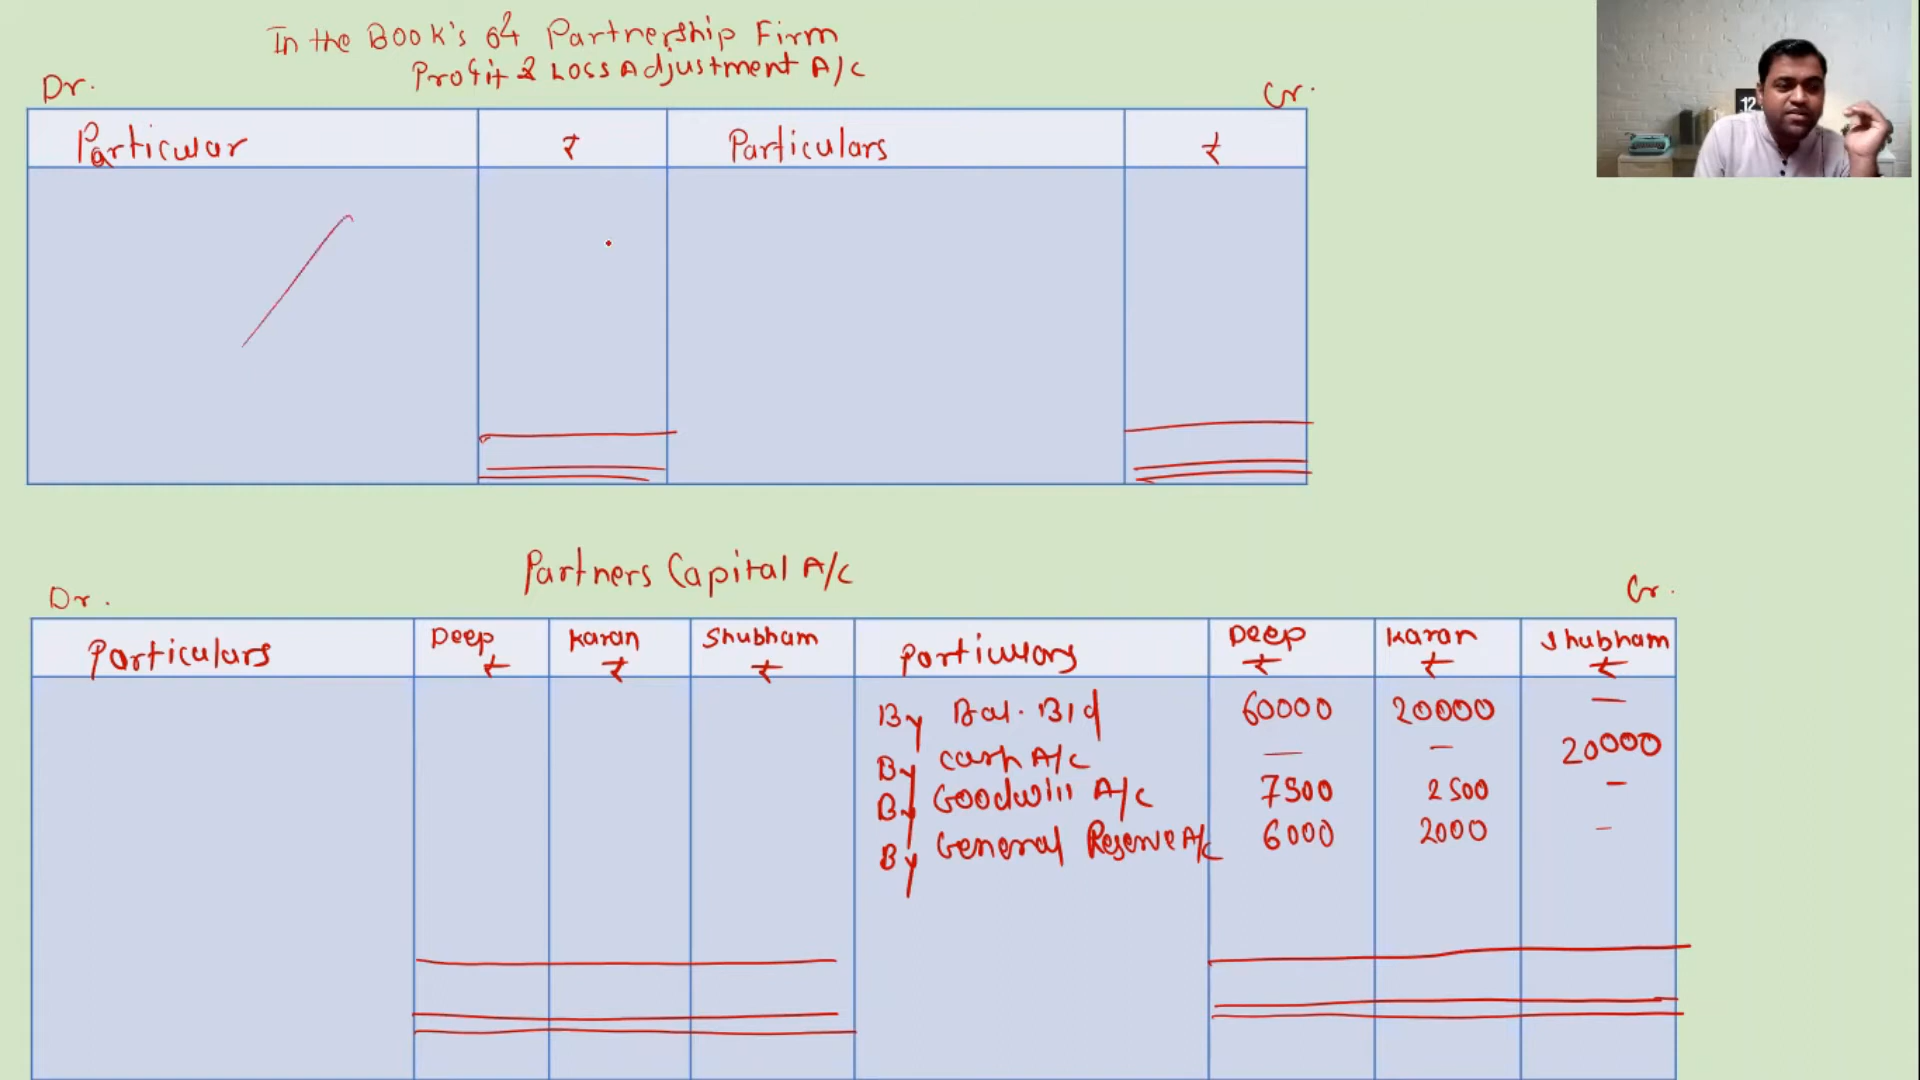 In the Book's of Partnership Firm
Profit & Loss Adjustment A/c
Dr. Cr.
Particular ₹ Particulars ₹
12
Partners Capital A/c
Dr. Cr.
Particulars Deep ₹ Karan ₹ Shubham ₹ Particulars Deep ₹ Karan ₹ Shubham ₹
By Bal. B/d 60000 20000 —
By Cash A/c — — 20000
By Goodwill A/c 7500 2500 —
By General Reserve A/c 6000 2000 —